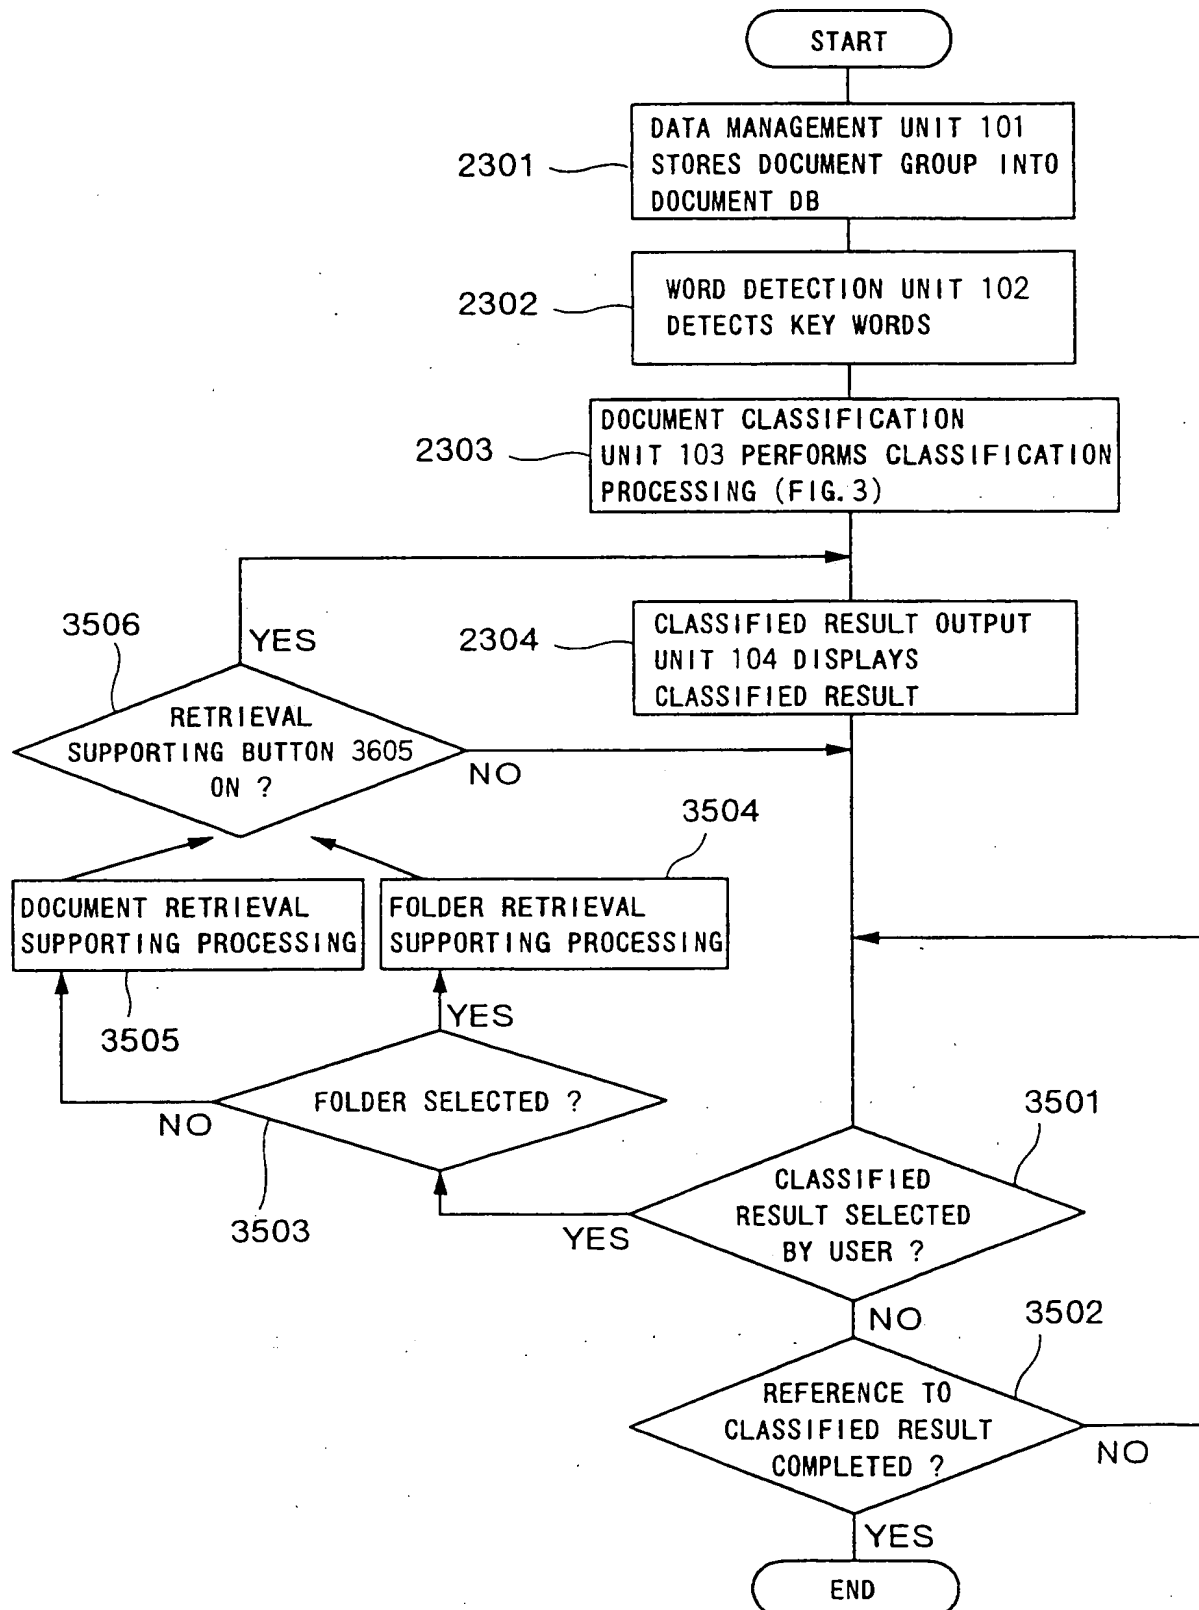 START
2301
DATA MANAGEMENT UNIT 101
STORES DOCUMENT GROUP INTO
DOCUMENT DB
2302
WORD DETECTION UNIT 102
DETECTS KEY WORDS
2303
DOCUMENT CLASSIFICATION
UNIT 103 PERFORMS CLASSIFICATION
PROCESSING (FIG. 3)
3506
YES
2304
CLASSIFIED RESULT OUTPUT
UNIT 104 DISPLAYS
CLASSIFIED RESULT
RETRIEVAL
SUPPORTING BUTTON 3605
ON ?
NO
3504
DOCUMENT RETRIEVAL
SUPPORTING PROCESSING
FOLDER RETRIEVAL
SUPPORTING PROCESSING
3505
YES
FOLDER SELECTED ?
NO
3503
3501
CLASSIFIED
RESULT SELECTED
BY USER ?
YES
NO
3502
REFERENCE TO
CLASSIFIED RESULT
COMPLETED ?
NO
YES
END